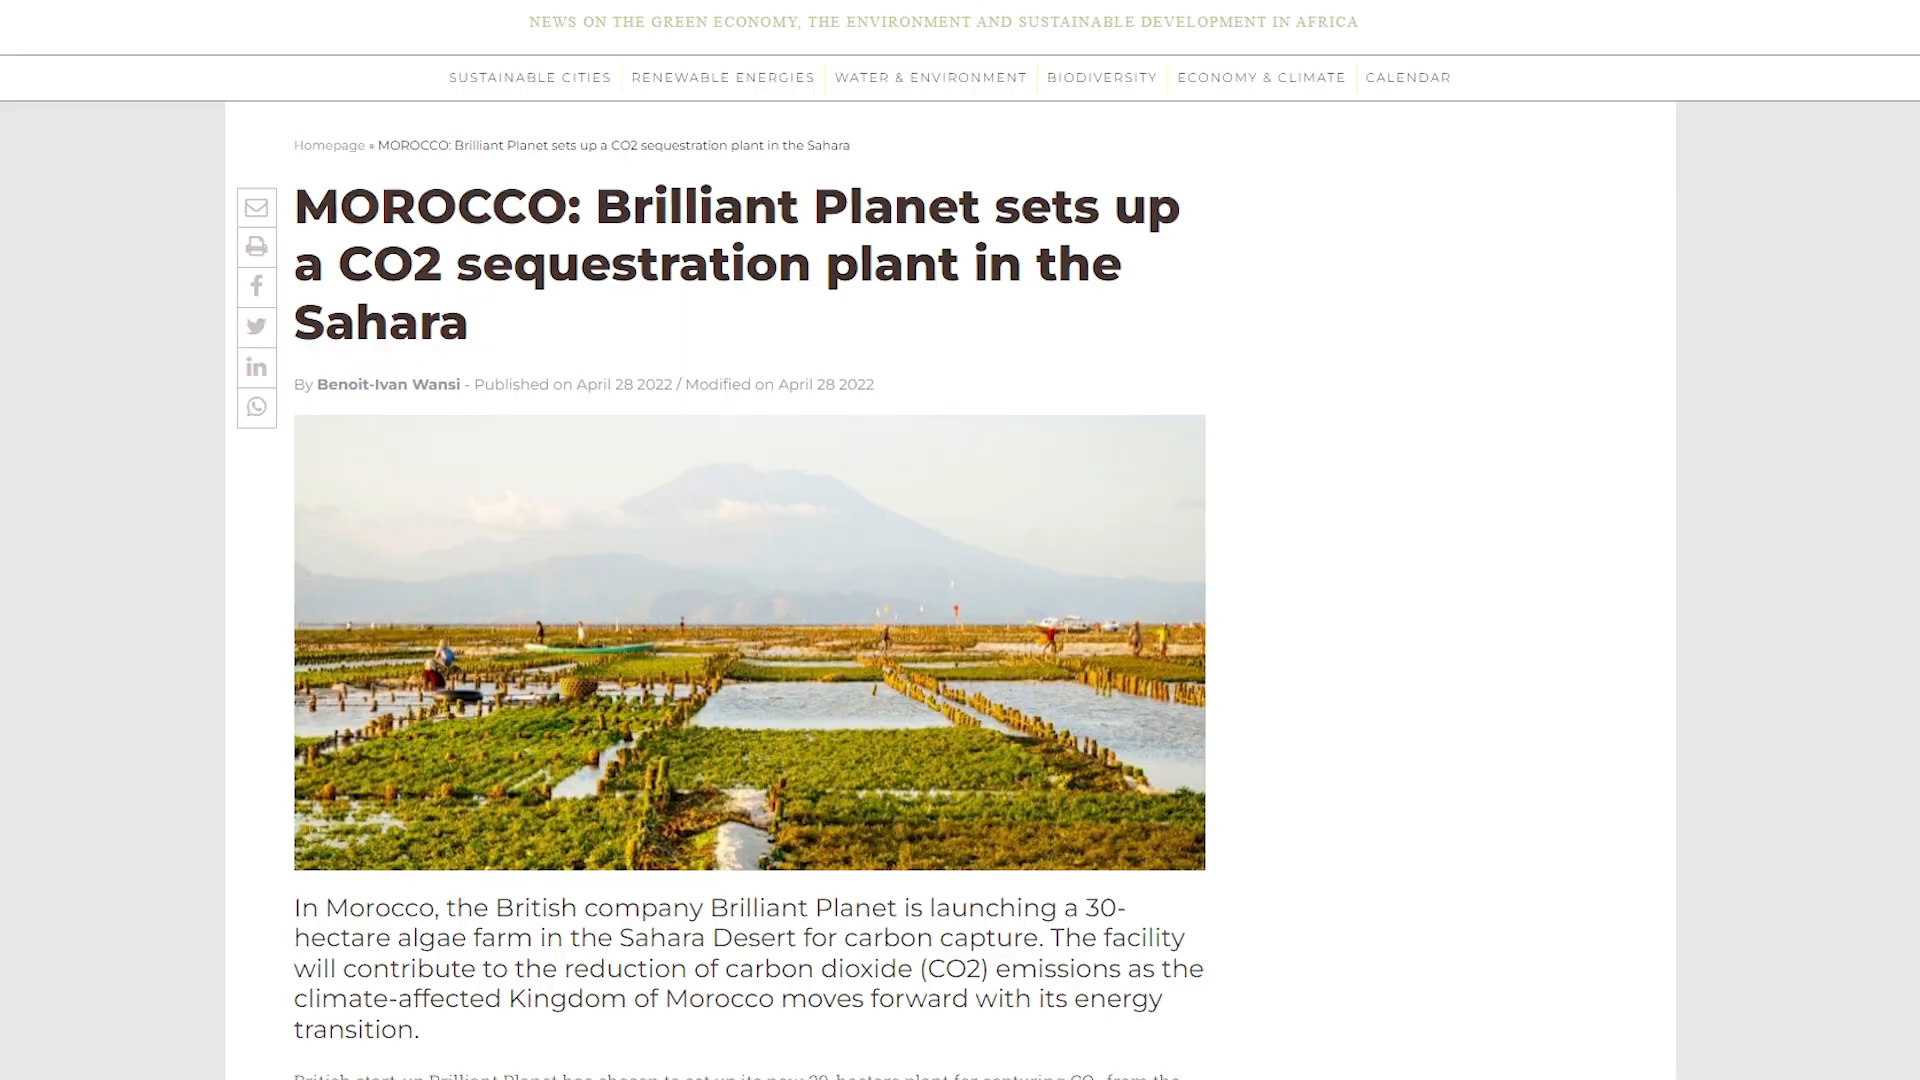 NEWS ON THE GREEN ECONOMY, THE ENVIRONMENT AND SUSTAINABLE DEVELOPMENT IN AFRICA
SUSTAINABLE CITIES RENEWABLE ENERGIES WATER & ENVIRONMENT BIODIVERSITY ECONOMY & CLIMATE CALENDAR
Homepage » MOROCCO: Brilliant Planet sets up a CO2 sequestration plant in the Sahara
MOROCCO: Brilliant Planet sets up
a CO2 sequestration plant in the
Sahara
By Benoit-Ivan Wansi - Published on April 28 2022 / Modified on April 28 2022
In Morocco, the British company Brilliant Planet is launching a 30-
hectare algae farm in the Sahara Desert for carbon capture. The facility
will contribute to the reduction of carbon dioxide (CO2) emissions as the
climate-affected Kingdom of Morocco moves forward with its energy
transition.